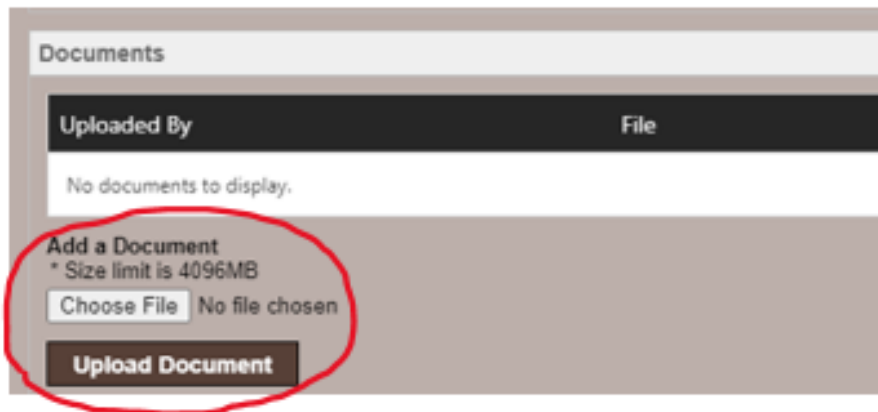 Documents
Uploaded By File
No documents to display.
Add a Document
* Size limit is 4096MB
Choose File No file chosen
Upload Document